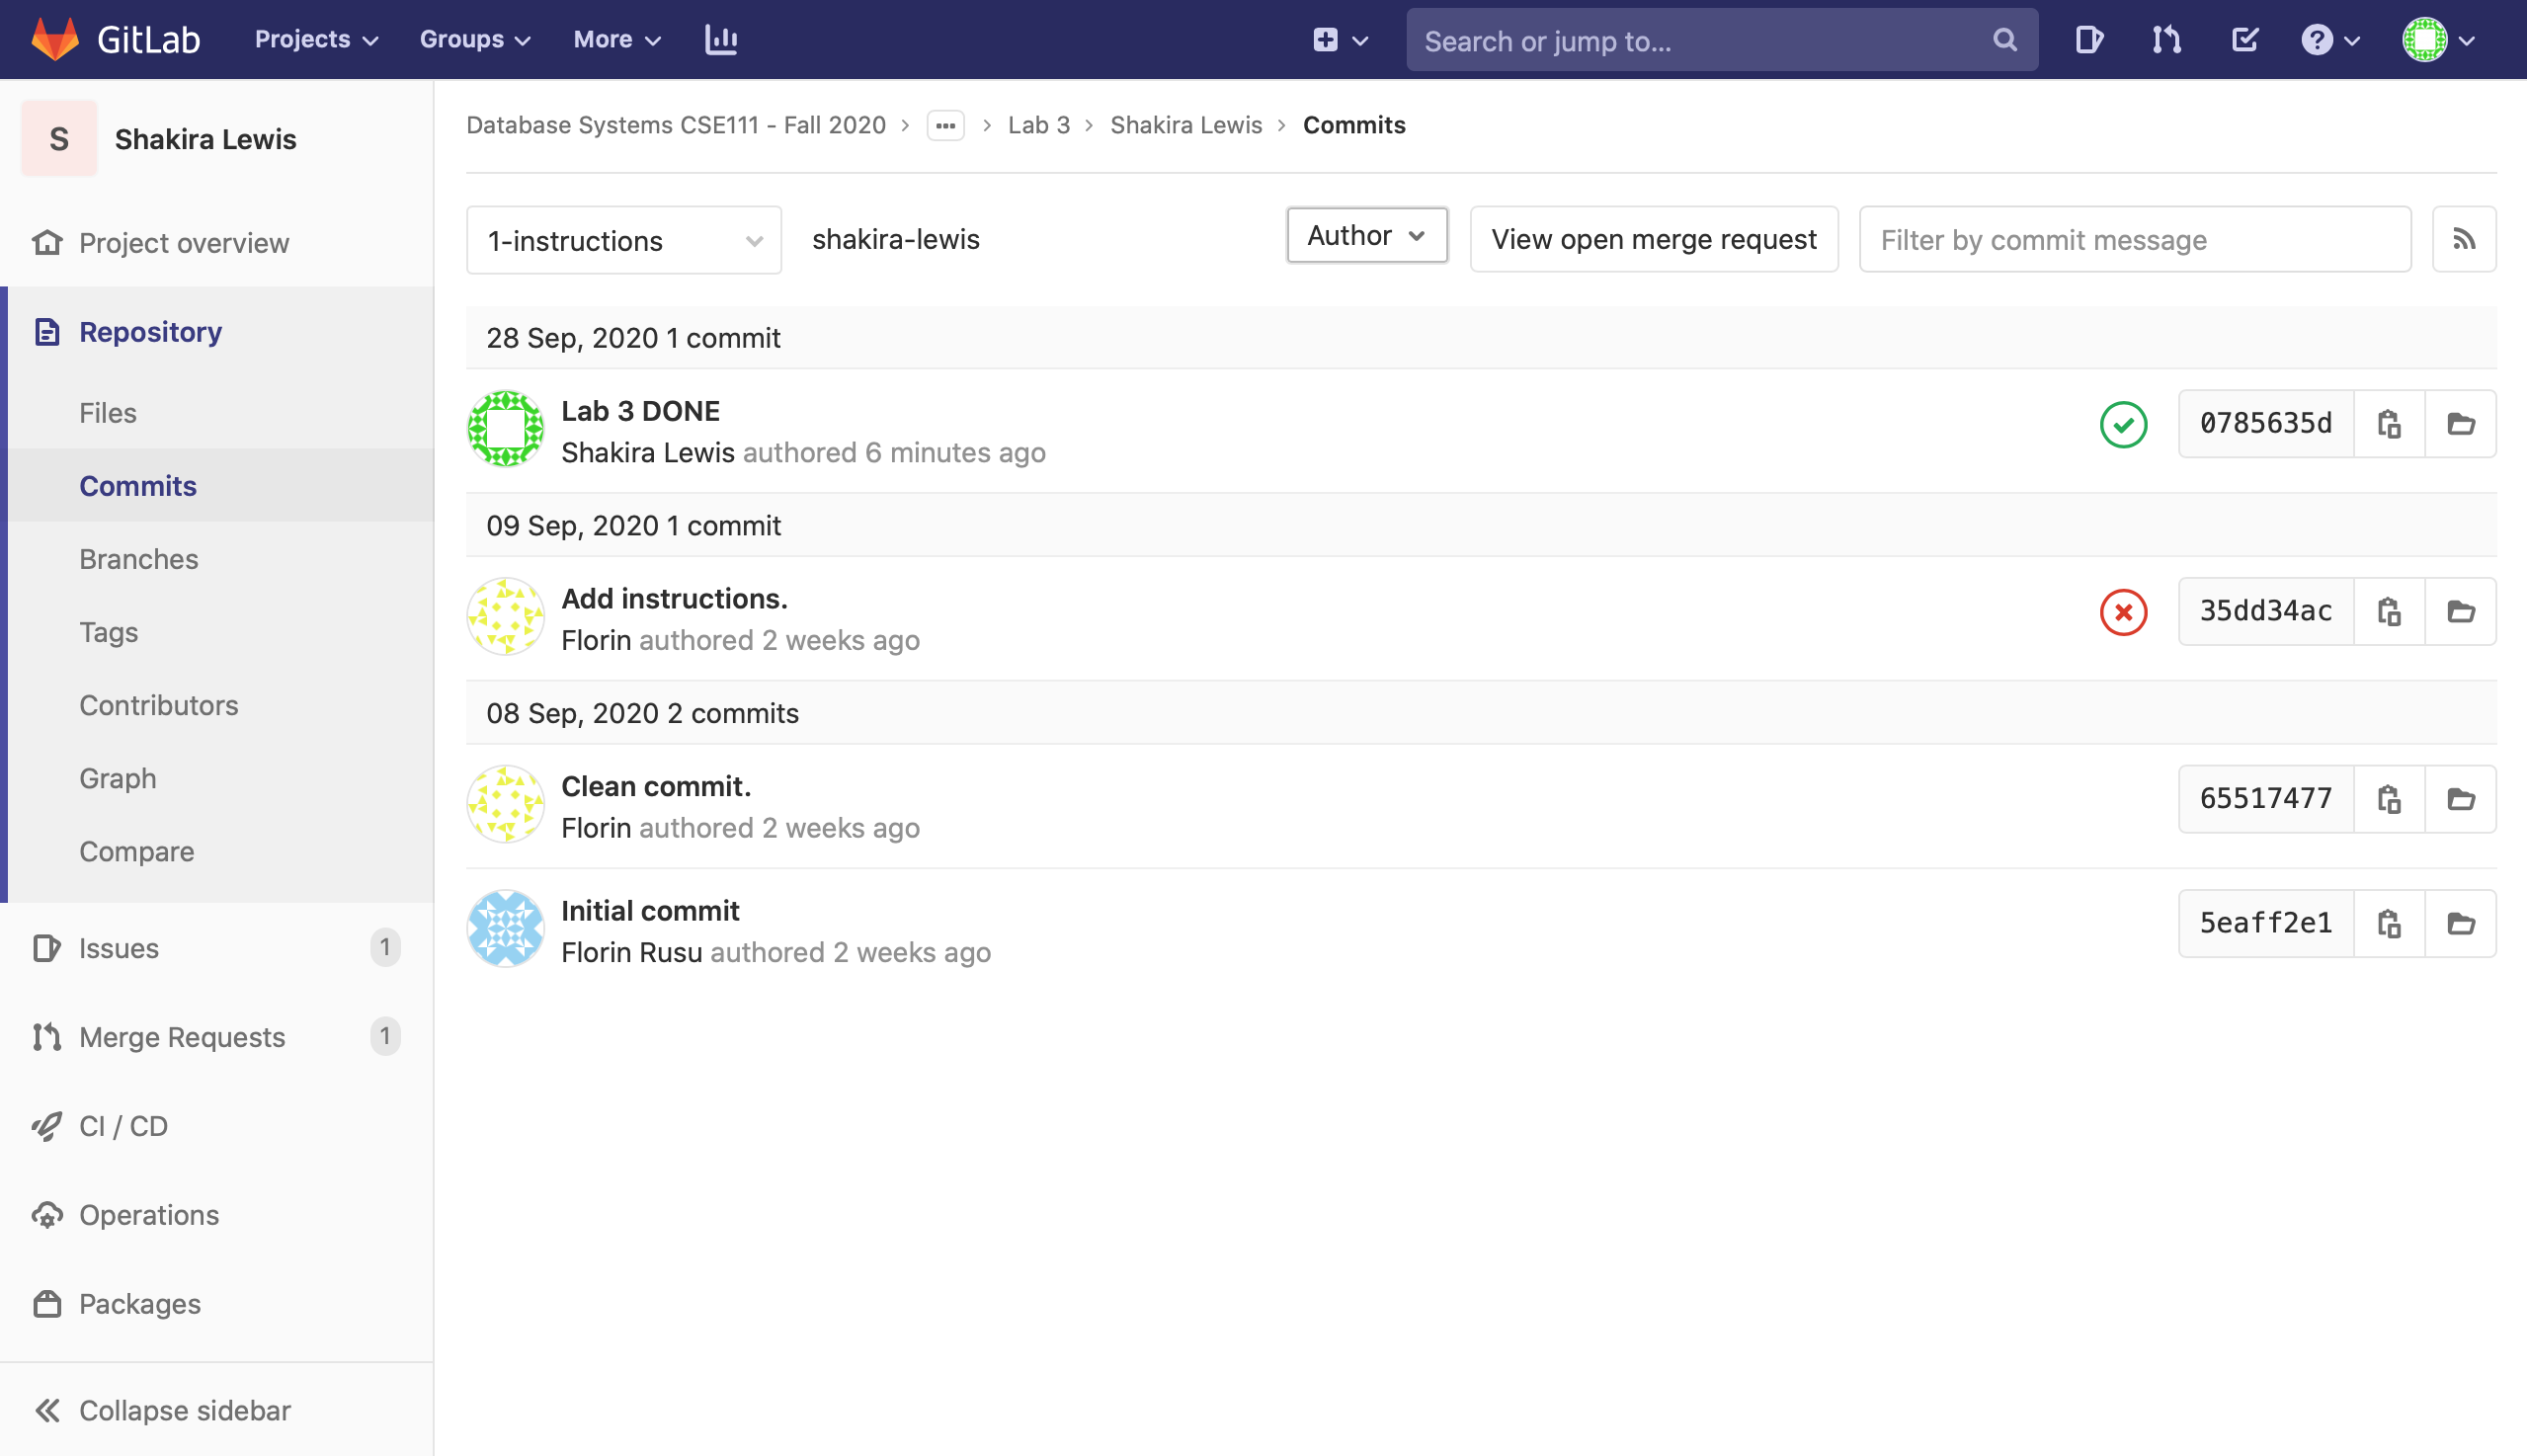 GitLab Projects Groups More Search or jump to...
S Shakira Lewis
Project overview
Repository
Files
Commits
Branches
Tags
Contributors
Graph
Compare
Issues 1
Merge Requests 1
CI / CD
Operations
Packages
Collapse sidebar
Database Systems CSE111 - Fall 2020 > ... > Lab 3 > Shakira Lewis > Commits
1-instructions shakira-lewis Author View open merge request Filter by commit message
28 Sep, 2020 1 commit
Lab 3 DONE
Shakira Lewis authored 6 minutes ago
0785635d
09 Sep, 2020 1 commit
Add instructions.
Florin authored 2 weeks ago
35dd34ac
08 Sep, 2020 2 commits
Clean commit.
Florin authored 2 weeks ago
65517477
Initial commit
Florin Rusu authored 2 weeks ago
5eaff2e1